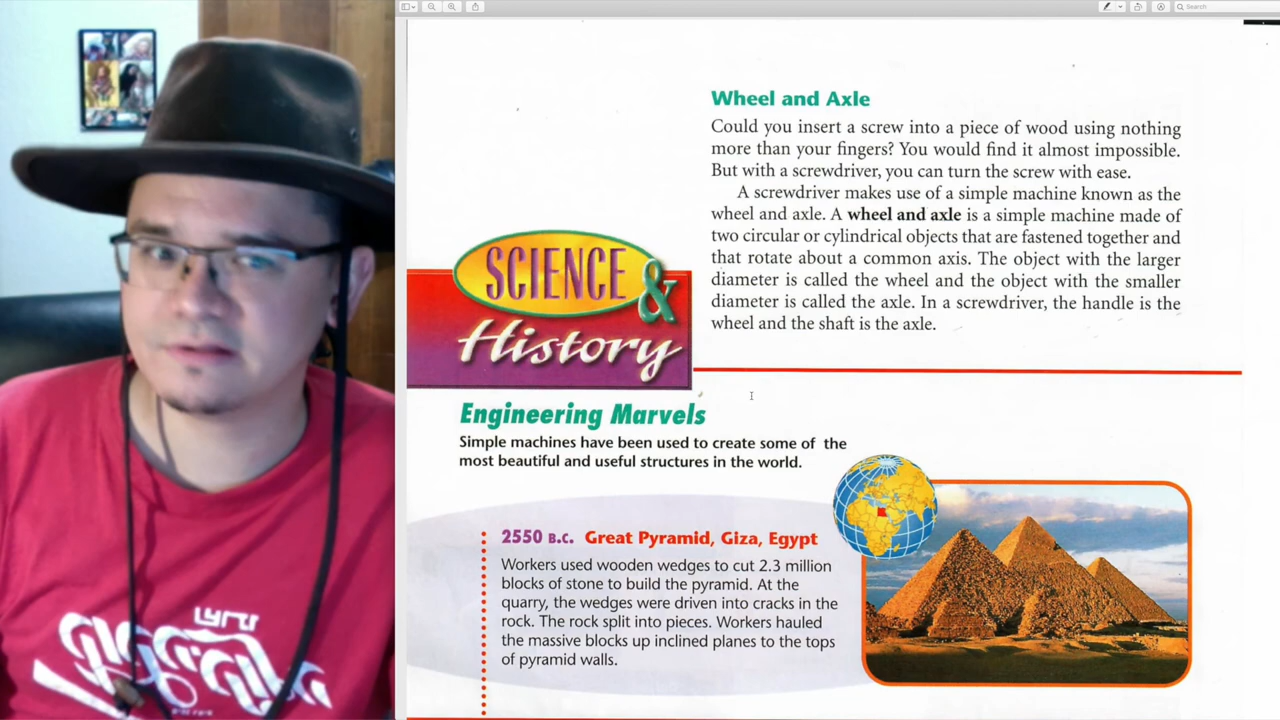 Search
Wheel and Axle
Could you insert a screw into a piece of wood using nothing
more than your fingers? You would find it almost impossible.
But with a screwdriver, you can turn the screw with ease.
A screwdriver makes use of a simple machine known as the
wheel and axle. A wheel and axle is a simple machine made of
two circular or cylindrical objects that are fastened together and
that rotate about a common axis. The object with the larger
diameter is called the wheel and the object with the smaller
diameter is called the axle. In a screwdriver, the handle is the
wheel and the shaft is the axle.
SCIENCE &
History
Engineering Marvels
Simple machines have been used to create some of the
most beautiful and useful structures in the world.
2550 B.C. Great Pyramid, Giza, Egypt
Workers used wooden wedges to cut 2.3 million
blocks of stone to build the pyramid. At the
quarry, the wedges were driven into cracks in the
rock. The rock split into pieces. Workers hauled
the massive blocks up inclined planes to the tops
of pyramid walls.